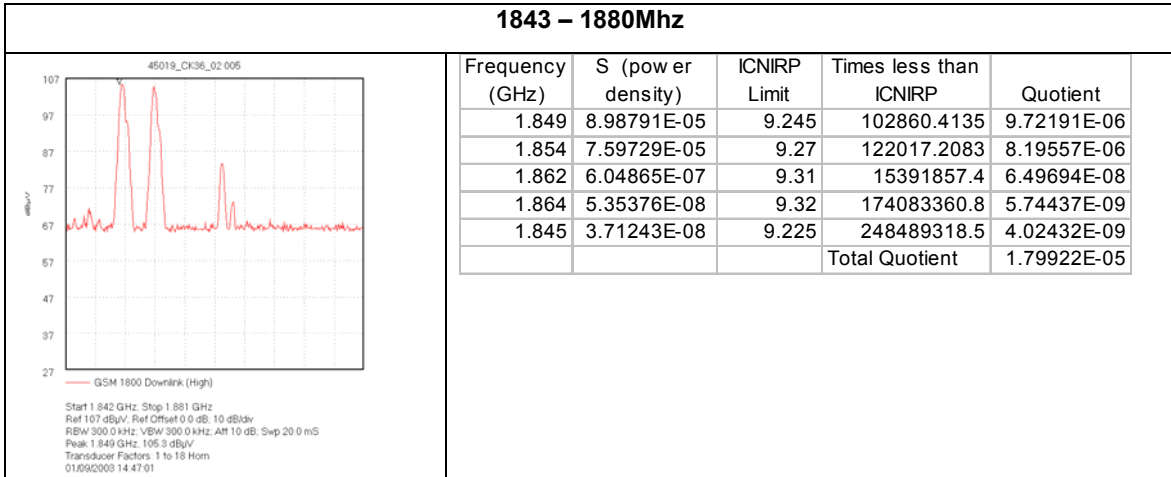 1843 – 1880Mhz
45019_CK36_02 005
107
97
87
77
67
57
47
37
27
dBµV
GSM 1800 Downlink (High)
Start 1.842 GHz; Stop 1.881 GHz
Ref 107 dBµV; Ref Offset 0.0 dB; 10 dB/div
RBW 300.0 kHz; VBW 300.0 kHz; Att 10 dB; Swp 20.0 mS
Peak 1.849 GHz, 105.3 dBµV
Transducer Factors: 1 to 18 Horn
01/09/2003 14:47:01
Frequency (GHz) S (power density) ICNIRP Limit Times less than ICNIRP Quotient
1.849 8.98791E-05 9.245 102860.4135 9.72191E-06
1.854 7.59729E-05 9.27 122017.2083 8.19557E-06
1.862 6.04865E-07 9.31 15391857.4 6.49694E-08
1.864 5.35376E-08 9.32 174083360.8 5.74437E-09
1.845 3.71243E-08 9.225 248489318.5 4.02432E-09
Total Quotient 1.79922E-05